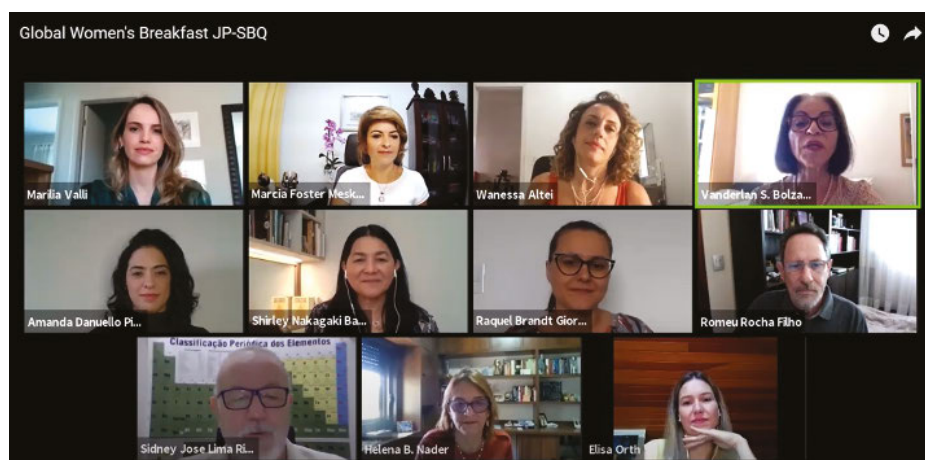 Global Women's Breakfast JP-SBQ
Marilia Valli
Marcia Foster Mesk...
Wanessa Altei
Vanderlan S. Bolza...
Amanda Danuello Pi...
Shirley Nakagaki Ba...
Raquel Brandt Gior...
Romeu Rocha Filho
Classificação Periódica dos Elementos
Sidney Jose Lima Ri...
Helena B. Nader
Elisa Orth